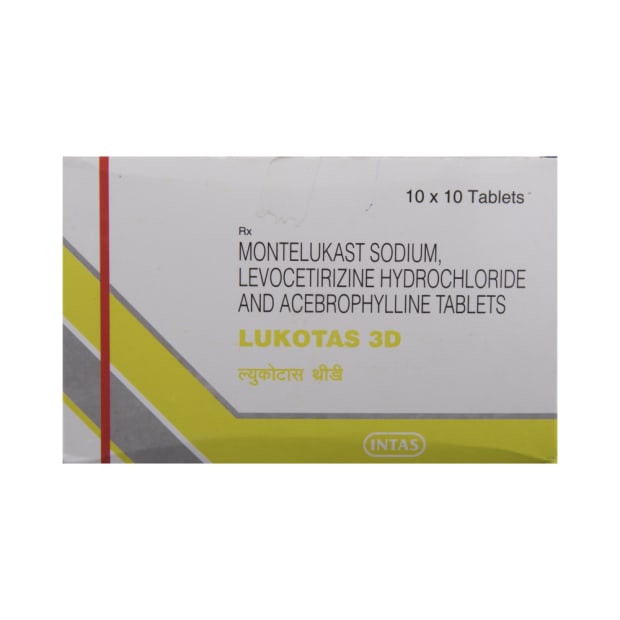 10 x 10 Tablets
Rx
MONTELUKAST SODIUM,
LEVOCETIRIZINE HYDROCHLORIDE
AND ACEBROPHYLLINE TABLETS
LUKOTAS 3D
ल्युकोटास थ्रीडी
INTAS